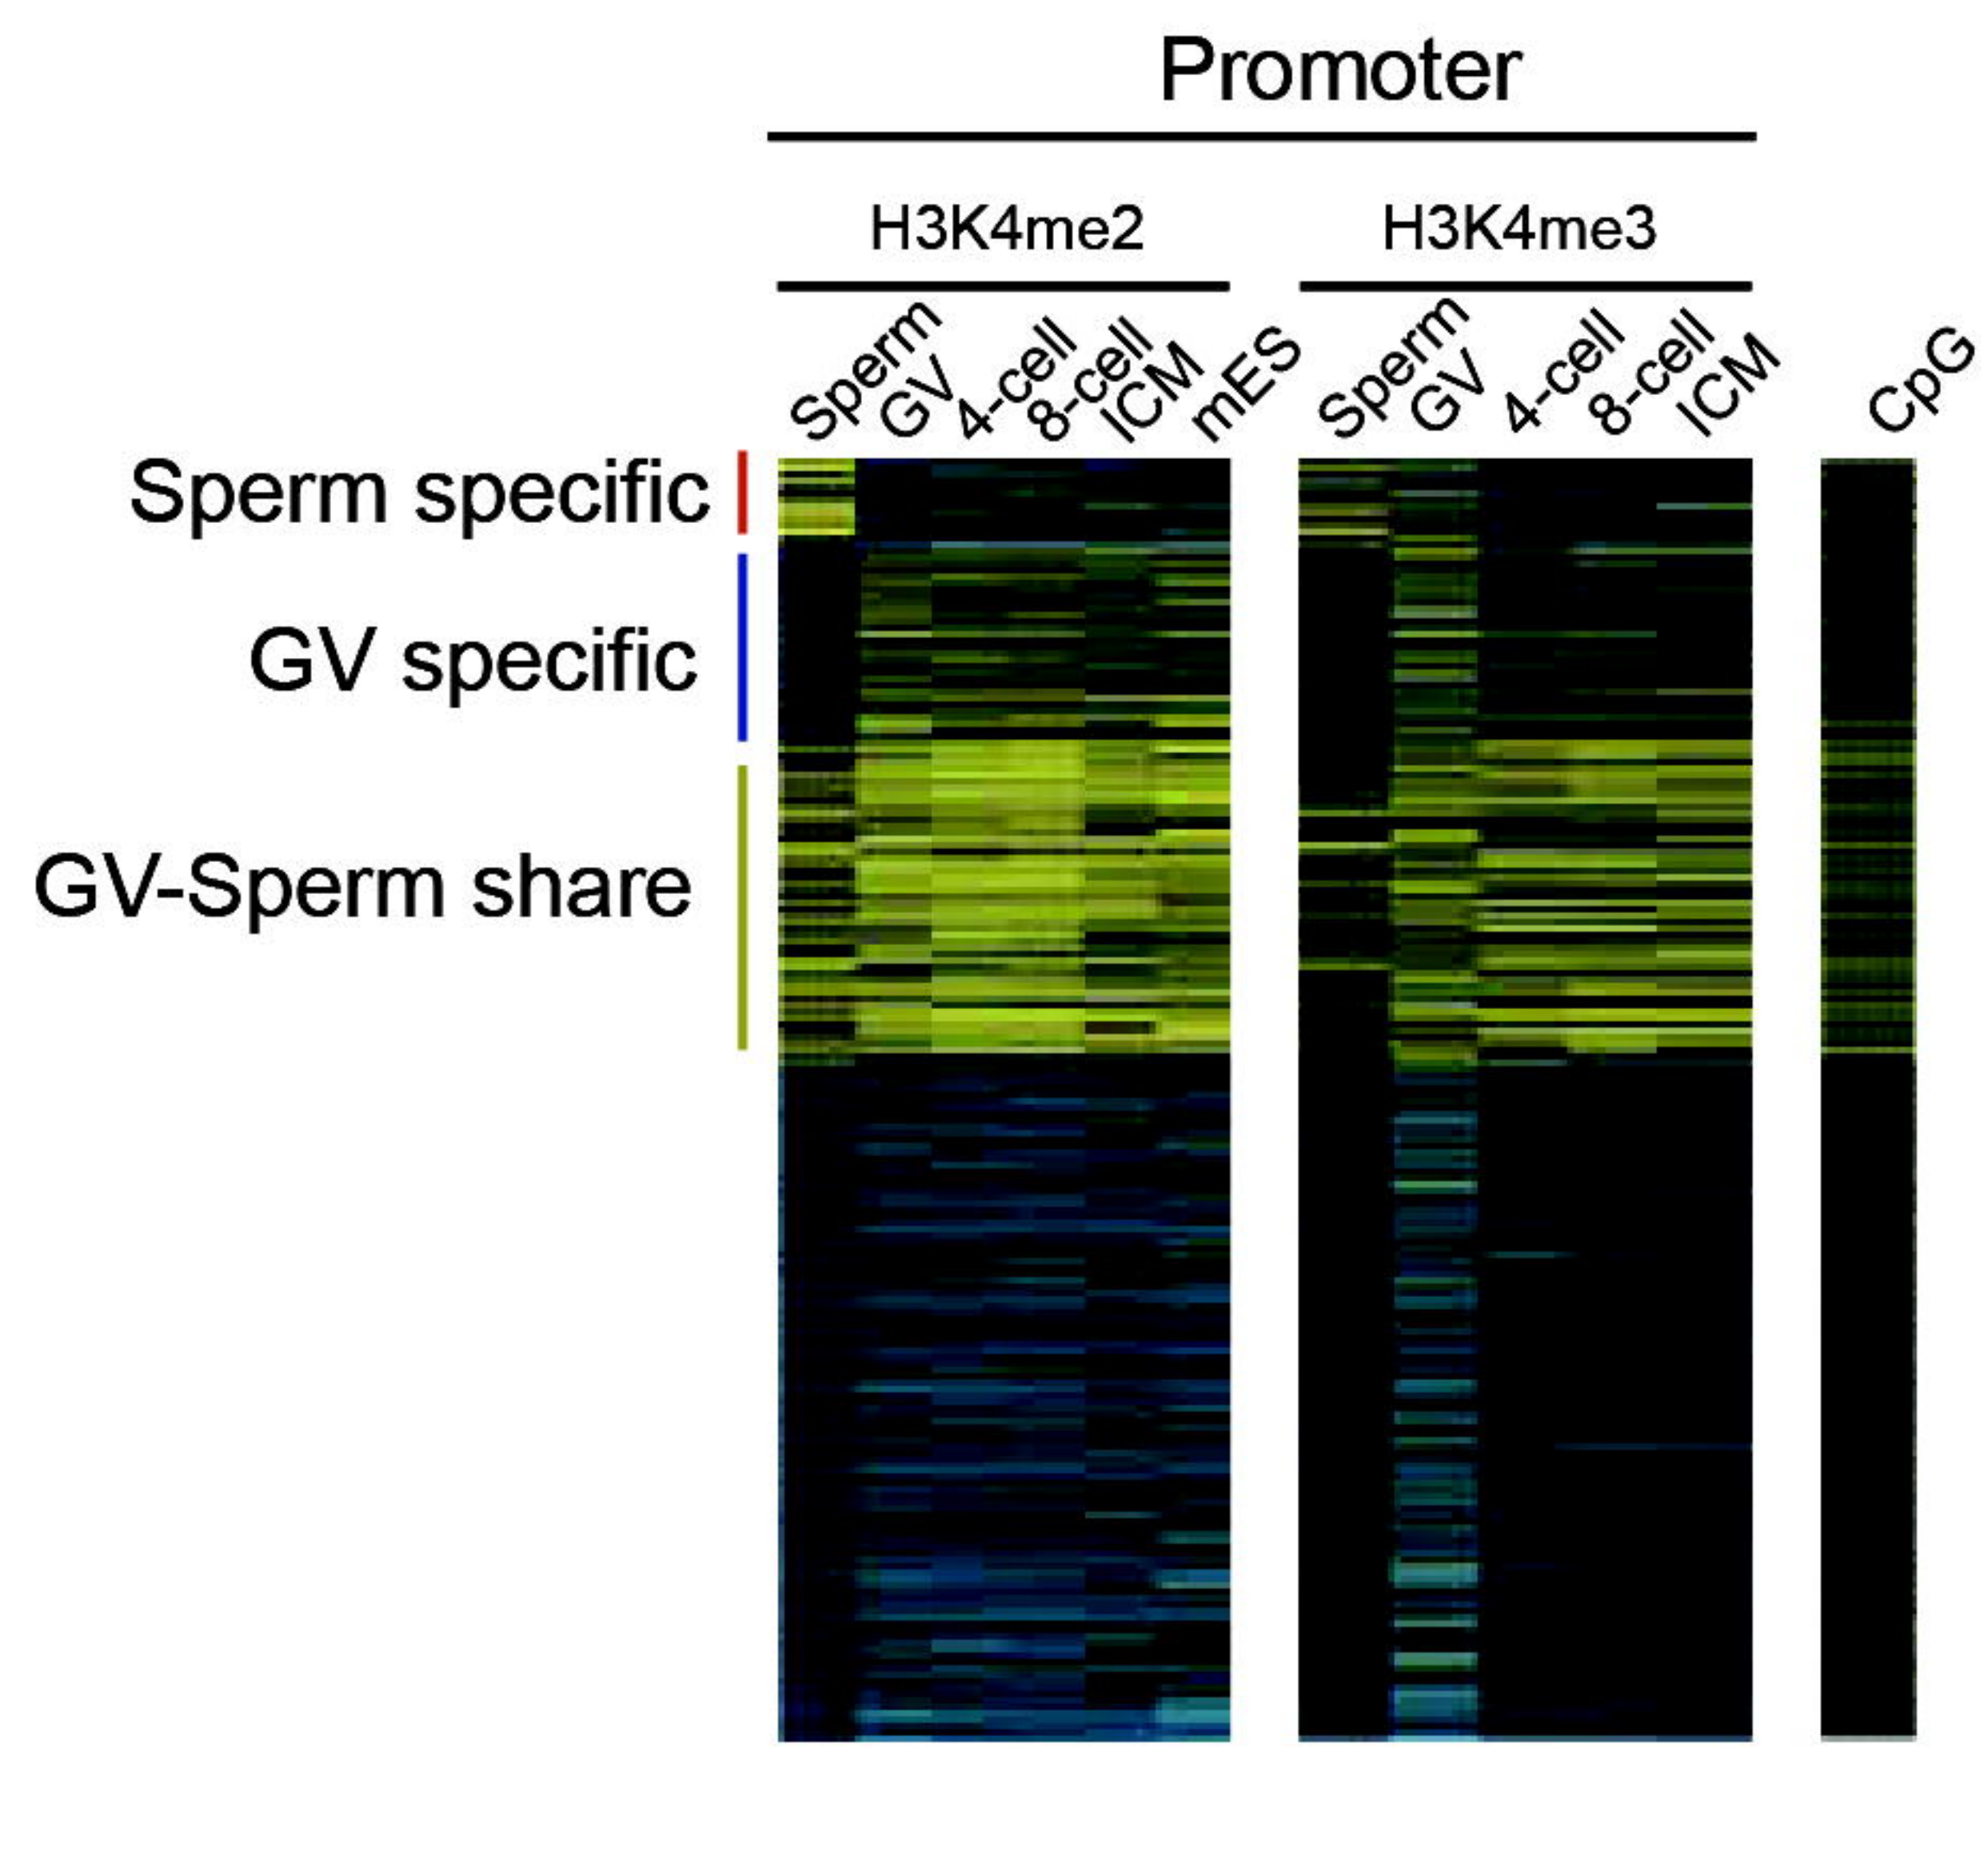 Promoter
H3K4me2 H3K4me3
Sperm GV 4-cell 8-cell ICM mES Sperm GV 4-cell 8-cell ICM CpG
Sperm specific
GV specific
GV-Sperm share